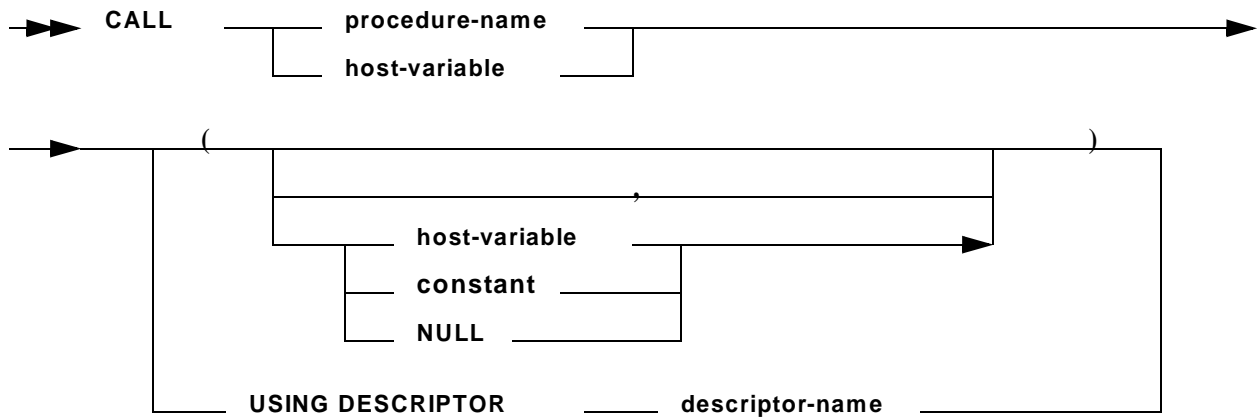 CALL procedure-name
host-variable
( )
,
host-variable
constant
NULL
USING DESCRIPTOR descriptor-name